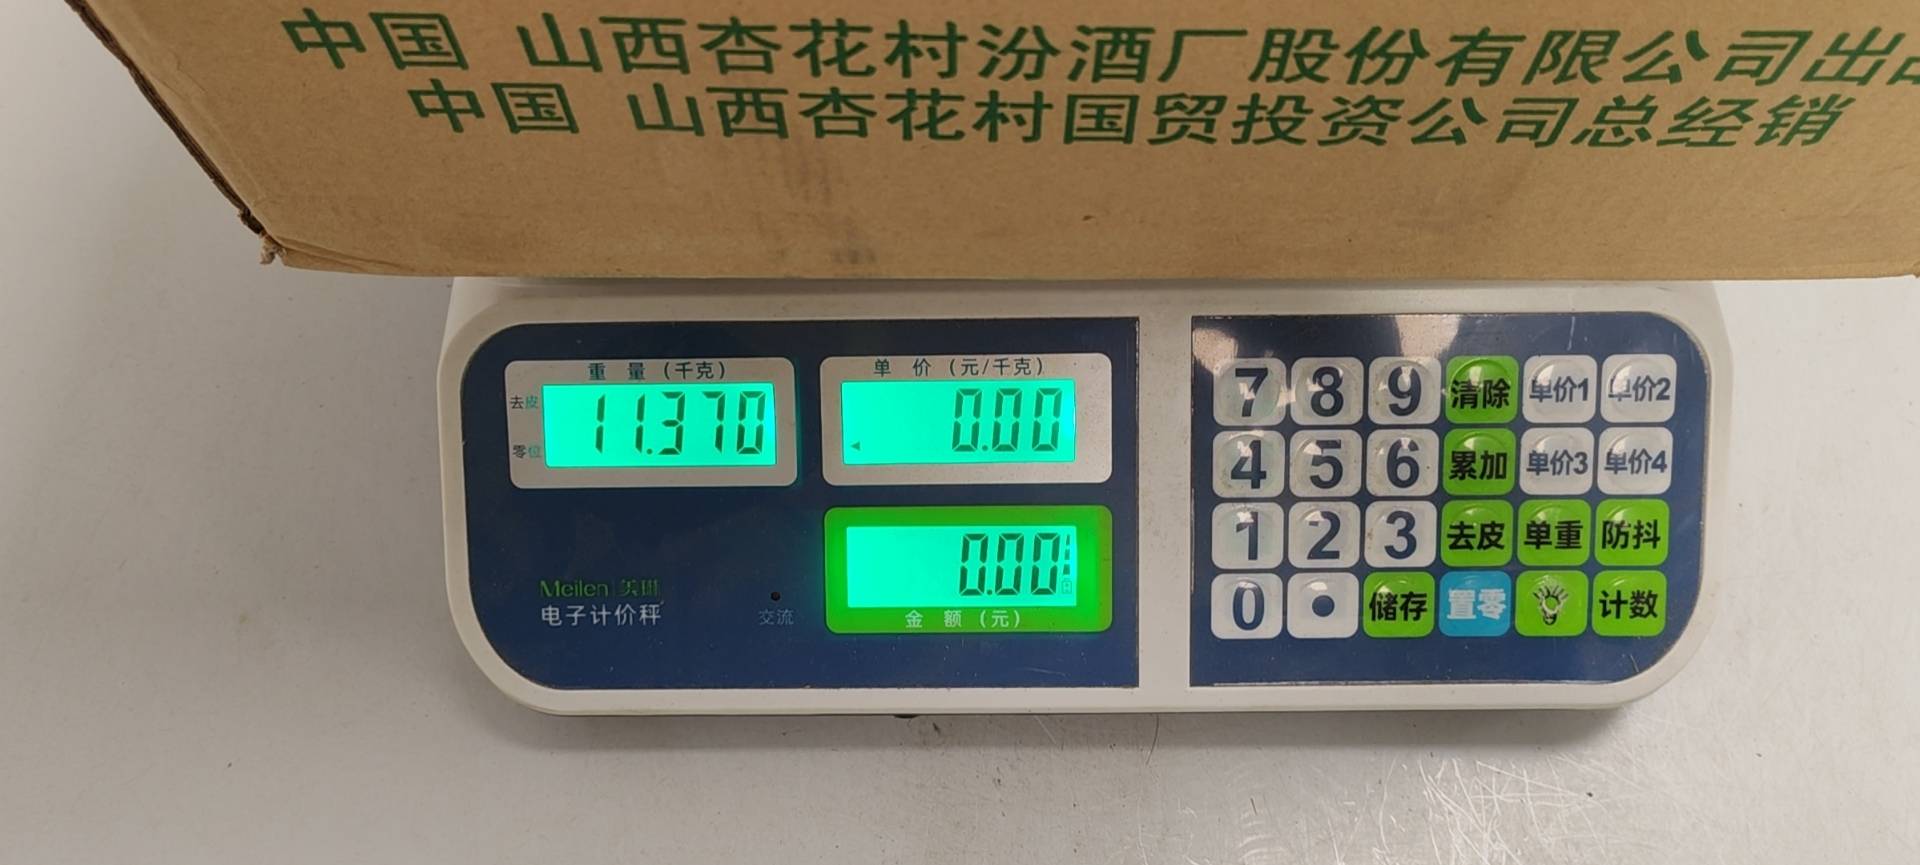 中国 山西杏花村汾酒厂股份有限公司出品
中国 山西杏花村国贸投资公司总经销
重 量 (千克)
单 价 (元/千克)
去皮
11.370
0.00
零位
0.00
金 额 (元)
Meilen 美琳
电子计价秤
交流
7 8 9 清除 单价1 单价2
4 5 6 累加 单价3 单价4
1 2 3 去皮 单重 防抖
0 • 储存 置零 计数